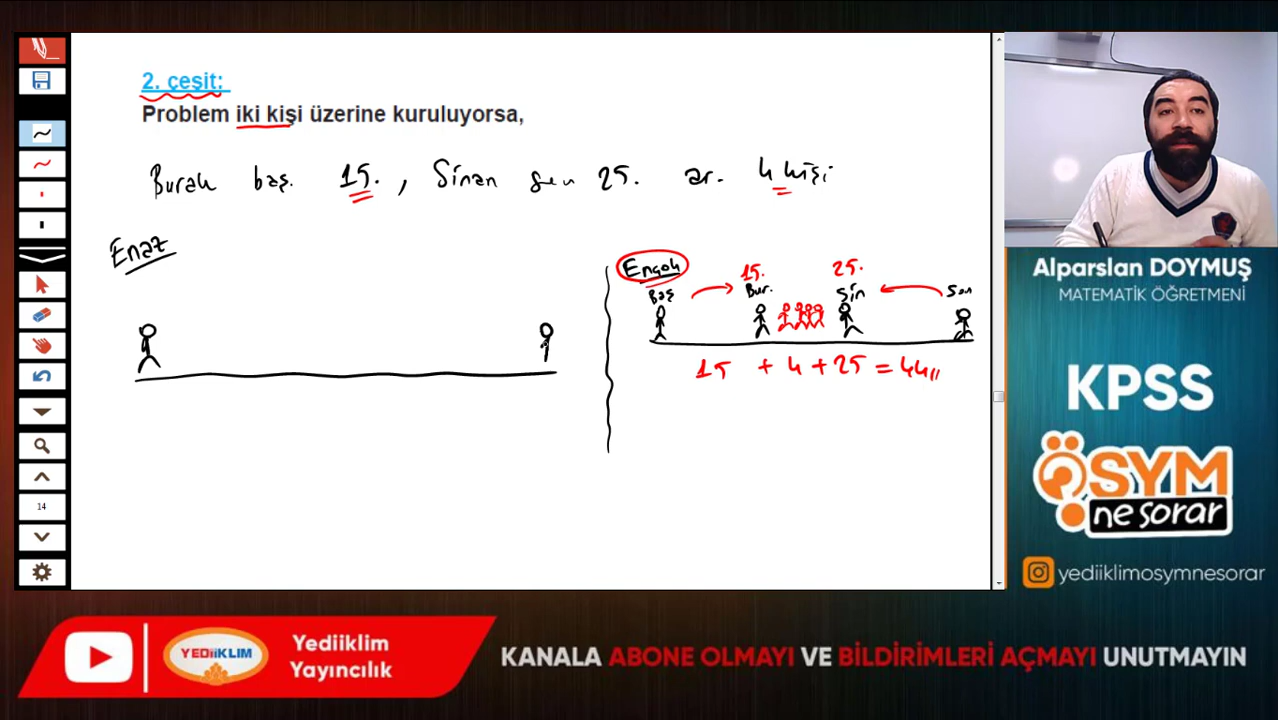 2. çeşit;
Problem iki kişi üzerine kuruluyorsa,
Burak baş. 15. , Sinan son 25. ar. 4 kişi
Enaz
Ençok
15. 25.
Baş Bur. Sin Son
15 + 4 + 25 = 44
14
Alparslan DOYMUŞ
MATEMATİK ÖĞRETMENİ
KPSS
ÖSYM
ne sorar
yediiklimosymnesorar
YEDİİKLİM
Yediiklim
Yayıncılık
KANALA ABONE OLMAYI VE BİLDİRİMLERİ AÇMAYI UNUTMAYIN